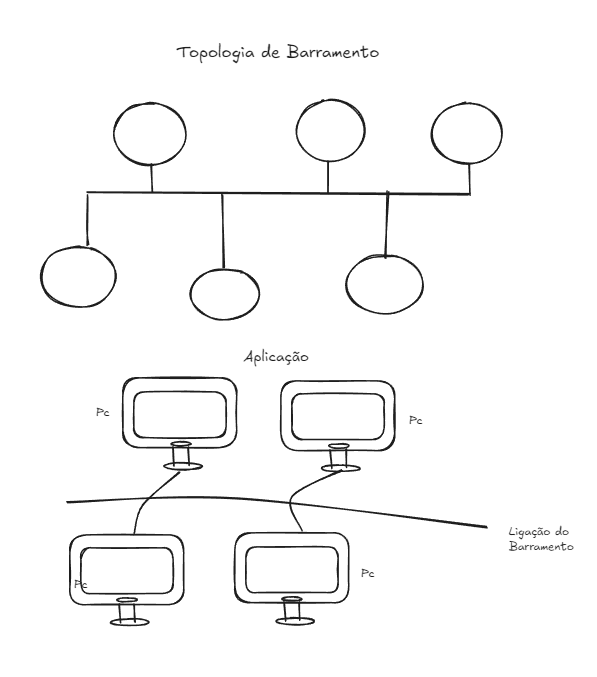 Topologia de Barramento
Aplicação
Pc
Pc
Ligação do
Barramento
Pc
Pc